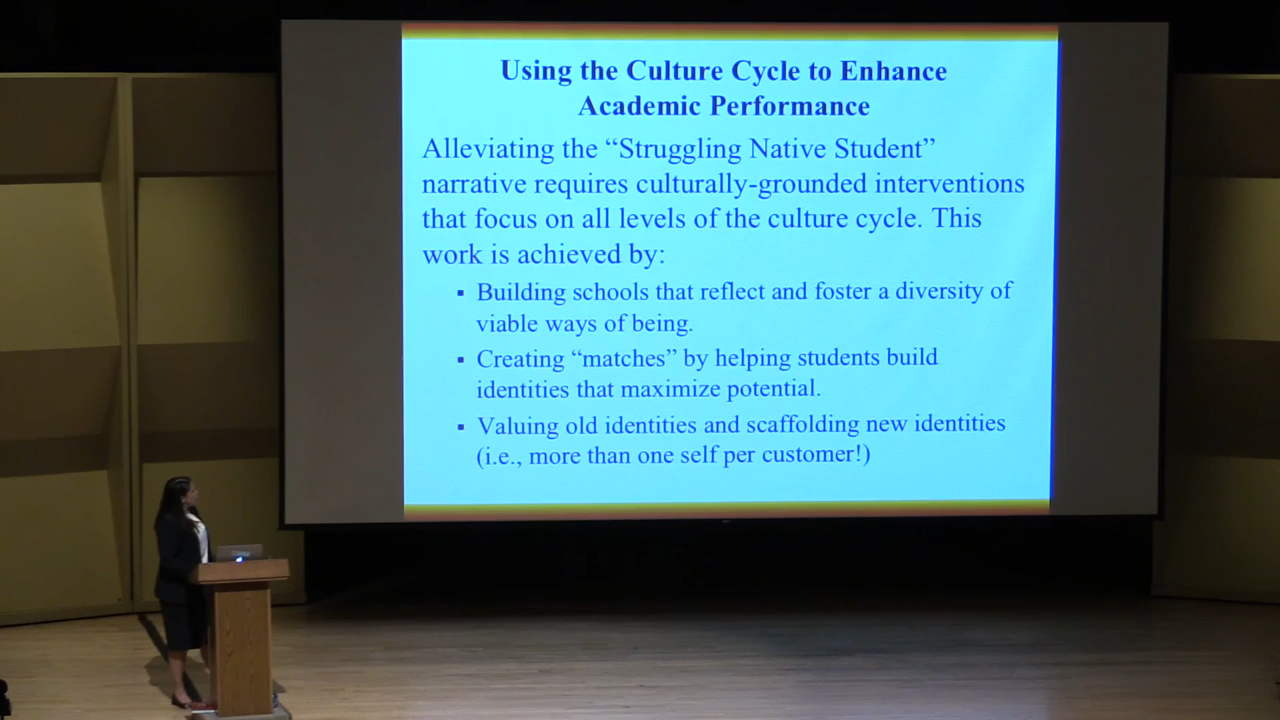 Using the Culture Cycle to Enhance
Academic Performance
Alleviating the “Struggling Native Student”
narrative requires culturally-grounded interventions
that focus on all levels of the culture cycle. This
work is achieved by:
▪ Building schools that reflect and foster a diversity of
viable ways of being.
▪ Creating “matches” by helping students build
identities that maximize potential.
▪ Valuing old identities and scaffolding new identities
(i.e., more than one self per customer!)